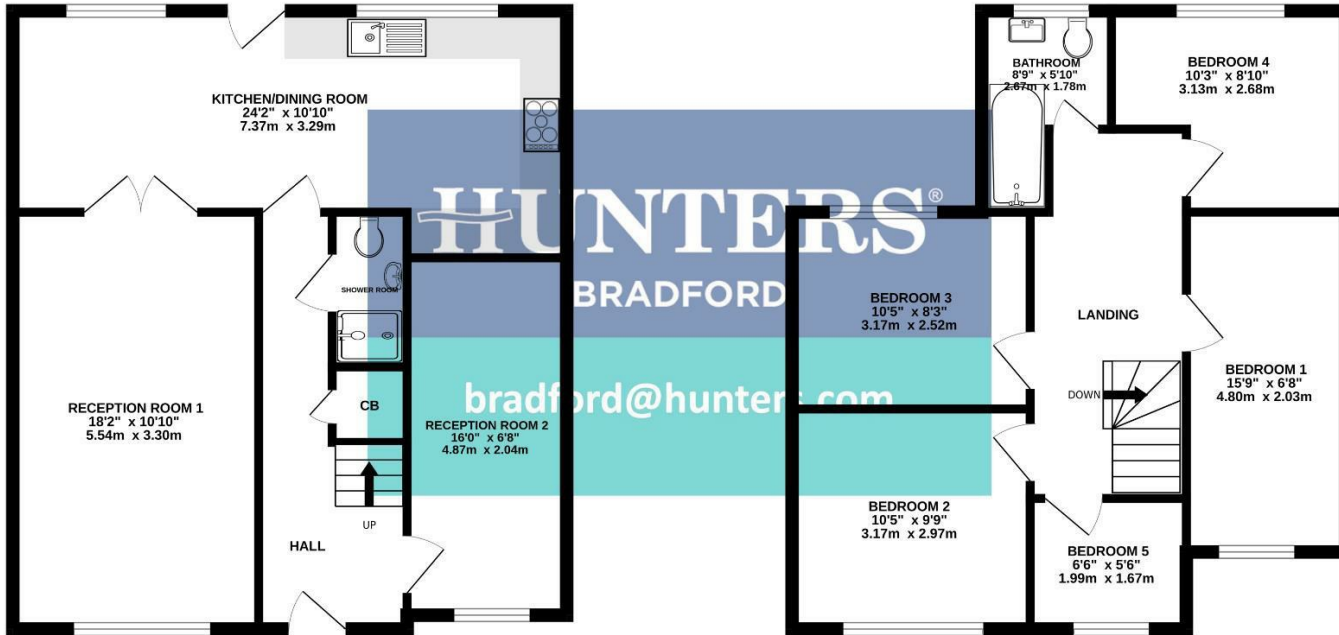 KITCHEN/DINING ROOM
24'2" x 10'10"
7.37m x 3.29m
SHOWER ROOM
CB
RECEPTION ROOM 1
18'2" x 10'10"
5.54m x 3.30m
RECEPTION ROOM 2
16'0" x 6'8"
4.87m x 2.04m
UP
HALL
HUNTERS®
BRADFORD
bradford@hunters.com
BATHROOM
8'9" x 5'10"
2.67m x 1.78m
BEDROOM 4
10'3" x 8'10"
3.13m x 2.68m
BEDROOM 3
10'5" x 8'3"
3.17m x 2.52m
LANDING
DOWN
BEDROOM 1
15'9" x 6'8"
4.80m x 2.03m
BEDROOM 2
10'5" x 9'9"
3.17m x 2.97m
BEDROOM 5
6'6" x 5'6"
1.99m x 1.67m